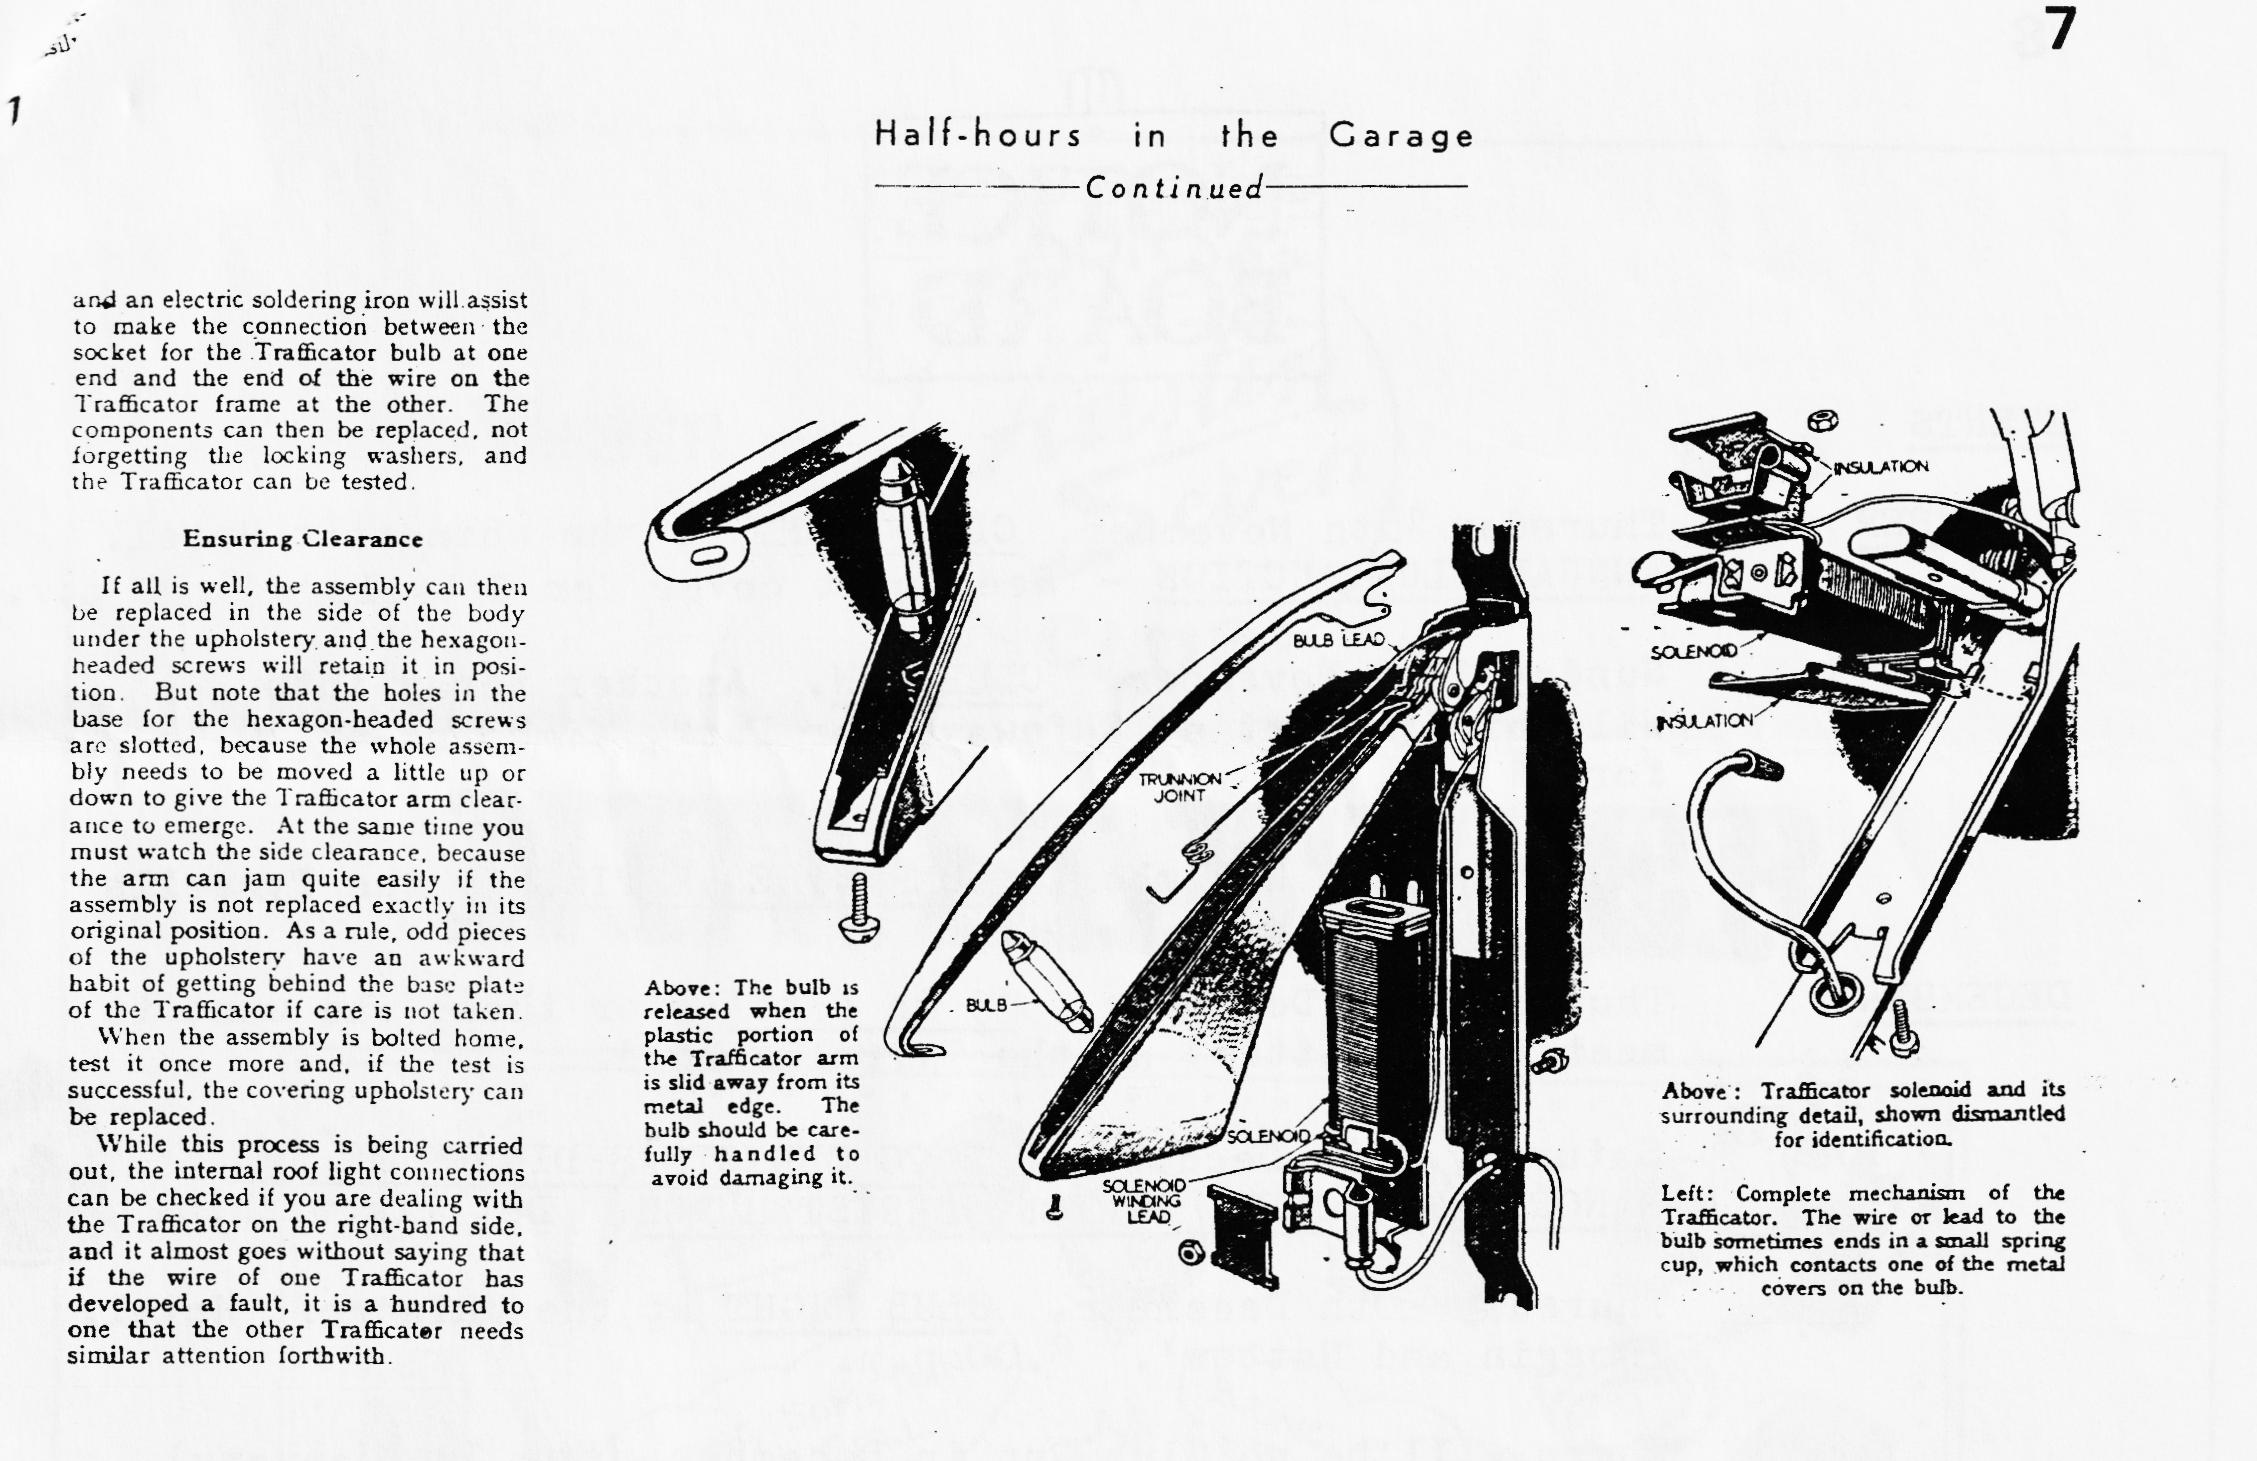 7
1
Half-hours in the Garage
Continued
and an electric soldering iron will assist
to make the connection between the
socket for the Trafficator bulb at one
end and the end of the wire on the
Trafficator frame at the other. The
components can then be replaced, not
forgetting the locking washers, and
the Trafficator can be tested.
Ensuring Clearance
If all is well, the assembly can then
be replaced in the side of the body
under the upholstery and the hexagon-
headed screws will retain it in posi-
tion. But note that the holes in the
base for the hexagon-headed screws
are slotted, because the whole assem-
bly needs to be moved a little up or
down to give the Trafficator arm clear-
ance to emerge. At the same time you
must watch the side clearance, because
the arm can jam quite easily if the
assembly is not replaced exactly in its
original position. As a rule, odd pieces
of the upholstery have an awkward
habit of getting behind the base plate
of the Trafficator if care is not taken.
When the assembly is bolted home,
test it once more and, if the test is
successful, the covering upholstery can
be replaced.
While this process is being carried
out, the internal roof light connections
can be checked if you are dealing with
the Trafficator on the right-hand side,
and it almost goes without saying that
if the wire of one Trafficator has
developed a fault, it is a hundred to
one that the other Trafficator needs
similar attention forthwith.
Above: The bulb is
released when the
plastic portion of
the Trafficator arm
is slid away from its
metal edge. The
bulb should be care-
fully handled to
avoid damaging it.
BULB LEAD
TRUNNION
JOINT
BULB
SOLENOID
SOLENOID
WINDING
LEAD
INSULATION
SOLENOID
INSULATION
Above: Trafficator solenoid and its
surrounding detail, shown dismantled
for identification.
Left: Complete mechanism of the
Trafficator. The wire or lead to the
bulb sometimes ends in a small spring
cup, which contacts one of the metal
covers on the bulb.